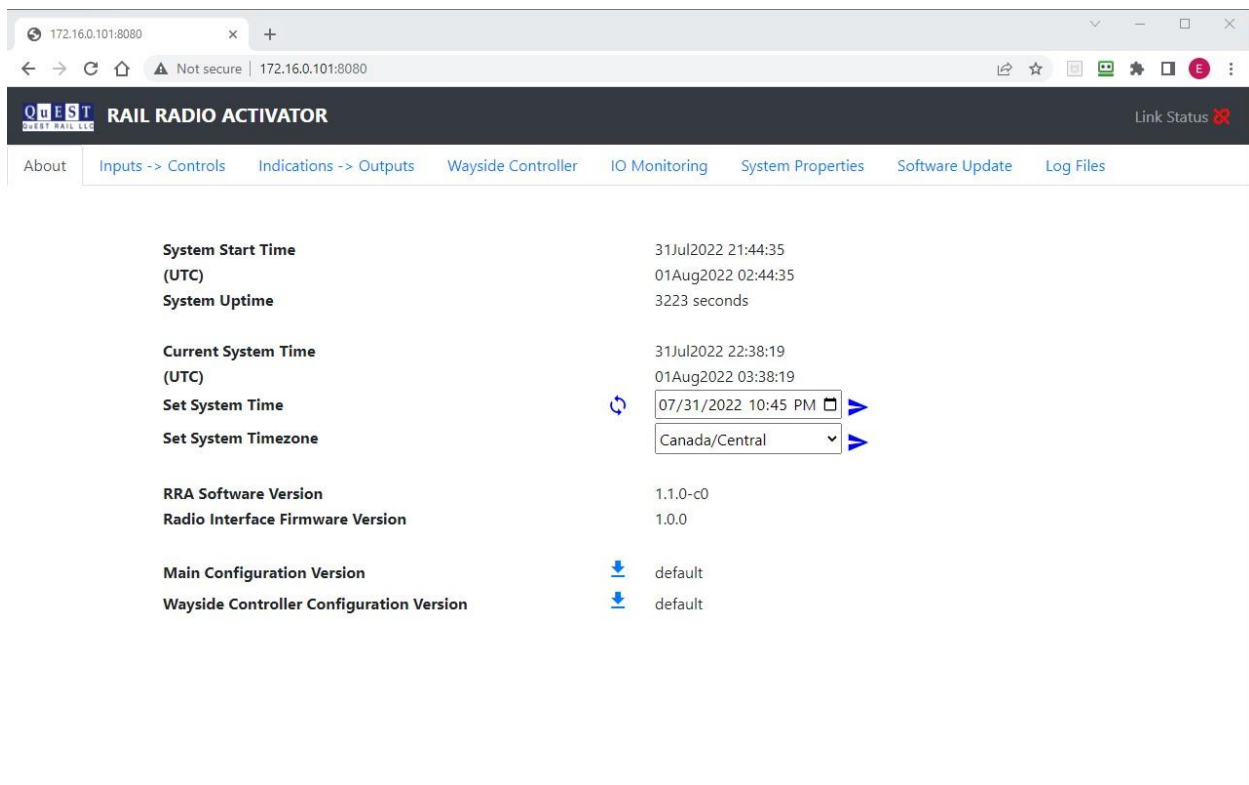 172.16.0.101:8080
Not secure | 172.16.0.101:8080 E
QuEST
QuEST RAIL LLC
RAIL RADIO ACTIVATOR Link Status
About Inputs -> Controls Indications -> Outputs Wayside Controller IO Monitoring System Properties Software Update Log Files
System Start Time 31Jul2022 21:44:35
(UTC) 01Aug2022 02:44:35
System Uptime 3223 seconds
Current System Time 31Jul2022 22:38:19
(UTC) 01Aug2022 03:38:19
Set System Time 07/31/2022 10:45 PM
Set System Timezone Canada/Central
RRA Software Version 1.1.0-c0
Radio Interface Firmware Version 1.0.0
Main Configuration Version default
Wayside Controller Configuration Version default